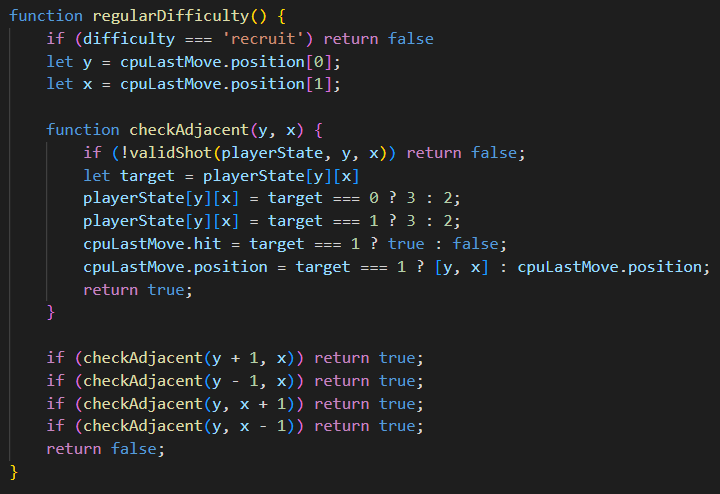 function regularDifficulty() {
    if (difficulty === 'recruit') return false
    let y = cpuLastMove.position[0];
    let x = cpuLastMove.position[1];

    function checkAdjacent(y, x) {
        if (!validShot(playerState, y, x)) return false;
        let target = playerState[y][x]
        playerState[y][x] = target === 0 ? 3 : 2;
        playerState[y][x] = target === 1 ? 3 : 2;
        cpuLastMove.hit = target === 1 ? true : false;
        cpuLastMove.position = target === 1 ? [y, x] : cpuLastMove.position;
        return true;
    }

    if (checkAdjacent(y + 1, x)) return true;
    if (checkAdjacent(y - 1, x)) return true;
    if (checkAdjacent(y, x + 1)) return true;
    if (checkAdjacent(y, x - 1)) return true;
    return false;
}